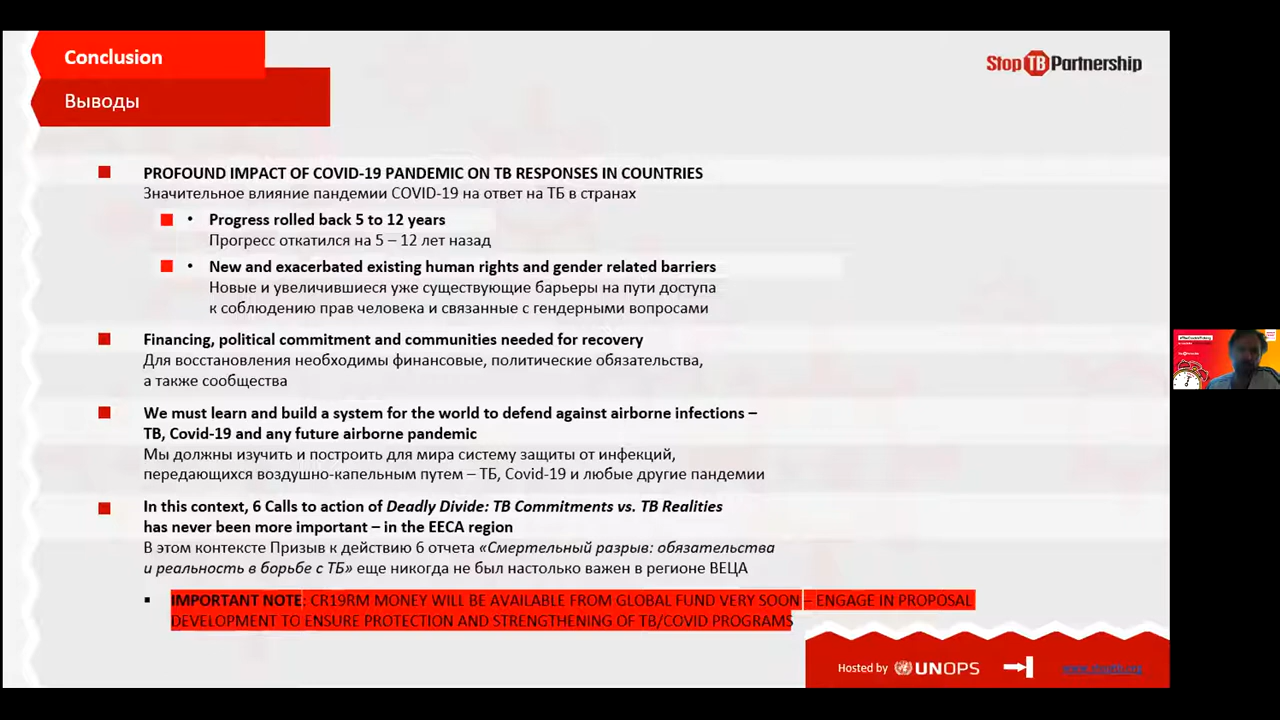 Conclusion
Выводы
Stop TB Partnership
PROFOUND IMPACT OF COVID-19 PANDEMIC ON TB RESPONSES IN COUNTRIES
Значительное влияние пандемии COVID-19 на ответ на ТБ в странах
• Progress rolled back 5 to 12 years
Прогресс откатился на 5 – 12 лет назад
• New and exacerbated existing human rights and gender related barriers
Новые и увеличившиеся уже существующие барьеры на пути доступа
к соблюдению прав человека и связанные с гендерными вопросами
Financing, political commitment and communities needed for recovery
Для восстановления необходимы финансовые, политические обязательства,
а также сообщества
We must learn and build a system for the world to defend against airborne infections –
TB, Covid-19 and any future airborne pandemic
Мы должны изучить и построить для мира систему защиты от инфекций,
передающихся воздушно-капельным путем – ТБ, Covid-19 и любые другие пандемии
In this context, 6 Calls to action of Deadly Divide: TB Commitments vs. TB Realities
has never been more important – in the EECA region
В этом контексте Призыв к действию 6 отчета «Смертельный разрыв: обязательства
и реальность в борьбе с ТБ» еще никогда не был настолько важен в регионе ВЕЦА
IMPORTANT NOTE: CR19RM MONEY WILL BE AVAILABLE FROM GLOBAL FUND VERY SOON – ENGAGE IN PROPOSAL
DEVELOPMENT TO ENSURE PROTECTION AND STRENGTHENING OF TB/COVID PROGRAMS
Hosted by UNOPS